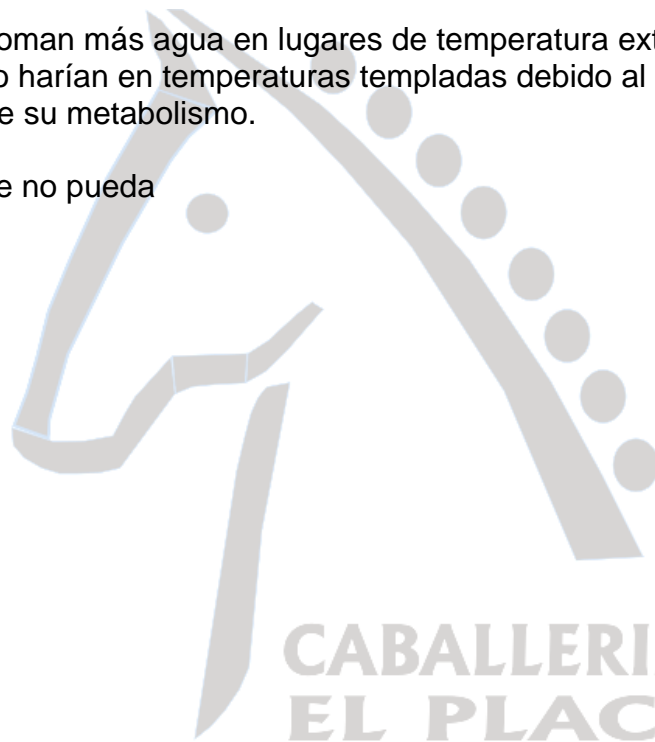 oman más agua en lugares de temperatura ext
o harían en temperaturas templadas debido al
e su metabolismo.
e no pueda
CABALLERI
EL PLAC